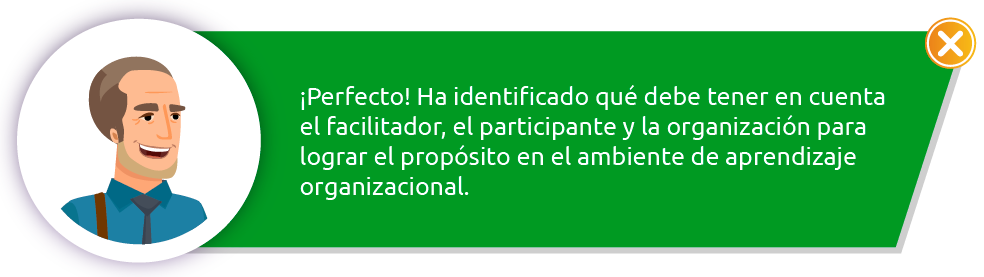 ¡Perfecto! Ha identificado qué debe tener en cuenta
el facilitador, el participante y la organización para
lograr el propósito en el ambiente de aprendizaje
organizacional.